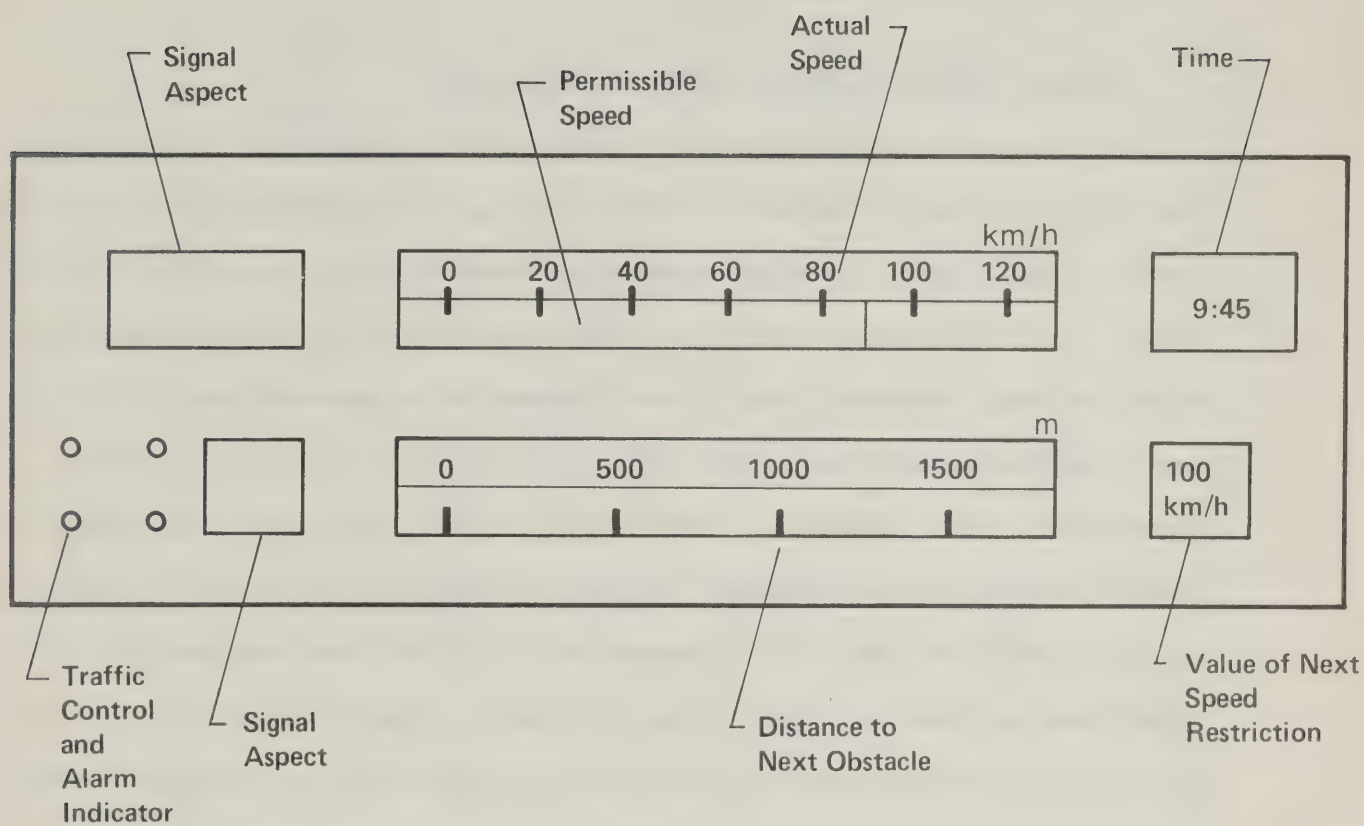 Signal
Aspect
Permissible
Speed
Actual
Speed
Time
km/h
0 20 40 60 80 100 120
9:45
m
0 500 1000 1500
100
km/h
Traffic
Control
and
Alarm
Indicator
Signal
Aspect
Distance to
Next Obstacle
Value of Next
Speed
Restriction